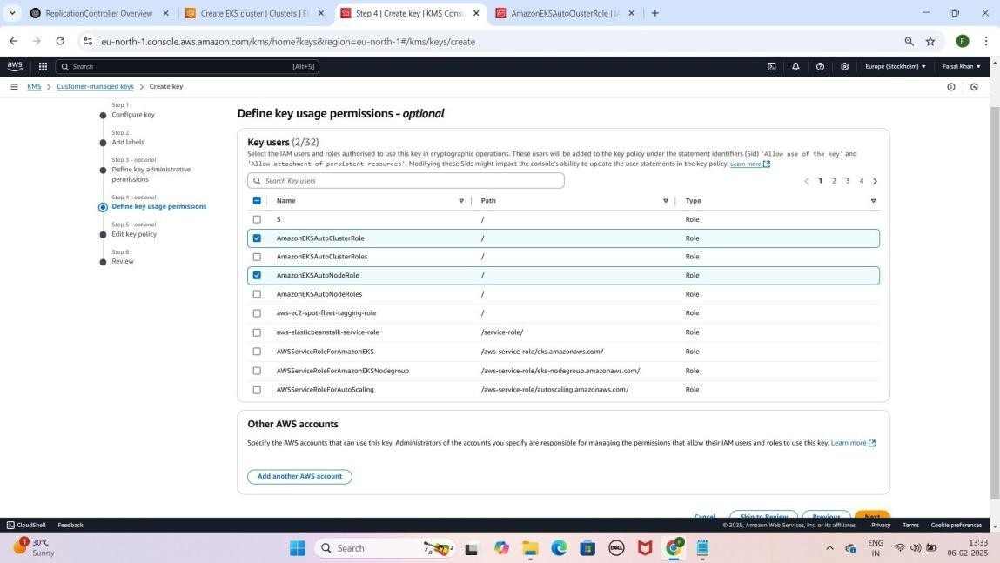 ReplicationController Overview
Create EKS cluster | Clusters | El
Step 4 | Create key | KMS Conso
AmazonEKSAutoClusterRole | IA
eu-north-1.console.aws.amazon.com/kms/home?keys&region=eu-north-1#/kms/keys/create
F
aws
Search
[Alt+S]
Europe (Stockholm)
Faisal Khan
KMS
Customer-managed keys
Create key
Step 1
Configure key
Step 2
Add labels
Step 3 - optional
Define key administrative
permissions
Step 4 - optional
Define key usage permissions
Step 5 - optional
Edit key policy
Step 6
Review
Define key usage permissions - optional
Key users (2/32)
Select the IAM users and roles authorised to use this key in cryptographic operations. These users will be added to the key policy under the statement identifiers (Sid) 'Allow use of the key' and
'Allow attachment of persistent resources'. Modifying these Sids might impact the console's ability to update the user statements in the key policy. Learn more
Search Key users
1 2 3 4
Name Path Type
5 / Role
AmazonEKSAutoClusterRole / Role
AmazonEKSAutoClusterRoles / Role
AmazonEKSAutoNodeRole / Role
AmazonEKSAutoNodeRoles / Role
aws-ec2-spot-fleet-tagging-role / Role
aws-elasticbeanstalk-service-role /service-role/ Role
AWSServiceRoleForAmazonEKS /aws-service-role/eks.amazonaws.com/ Role
AWSServiceRoleForAmazonEKSNodegroup /aws-service-role/eks-nodegroup.amazonaws.com/ Role
AWSServiceRoleForAutoScaling /aws-service-role/autoscaling.amazonaws.com/ Role
Other AWS accounts
Specify the AWS accounts that can use this key. Administrators of the accounts you specify are responsible for managing the permissions that allow their IAM users and roles to use this key. Learn more
Add another AWS account
Cancel Skip to Review Previous Next
CloudShell Feedback
© 2025, Amazon Web Services, Inc. or its affiliates. Privacy Terms Cookie preferences
1
30°C
Sunny
Search
DELL
F
ENG
IN
13:33
06-02-2025